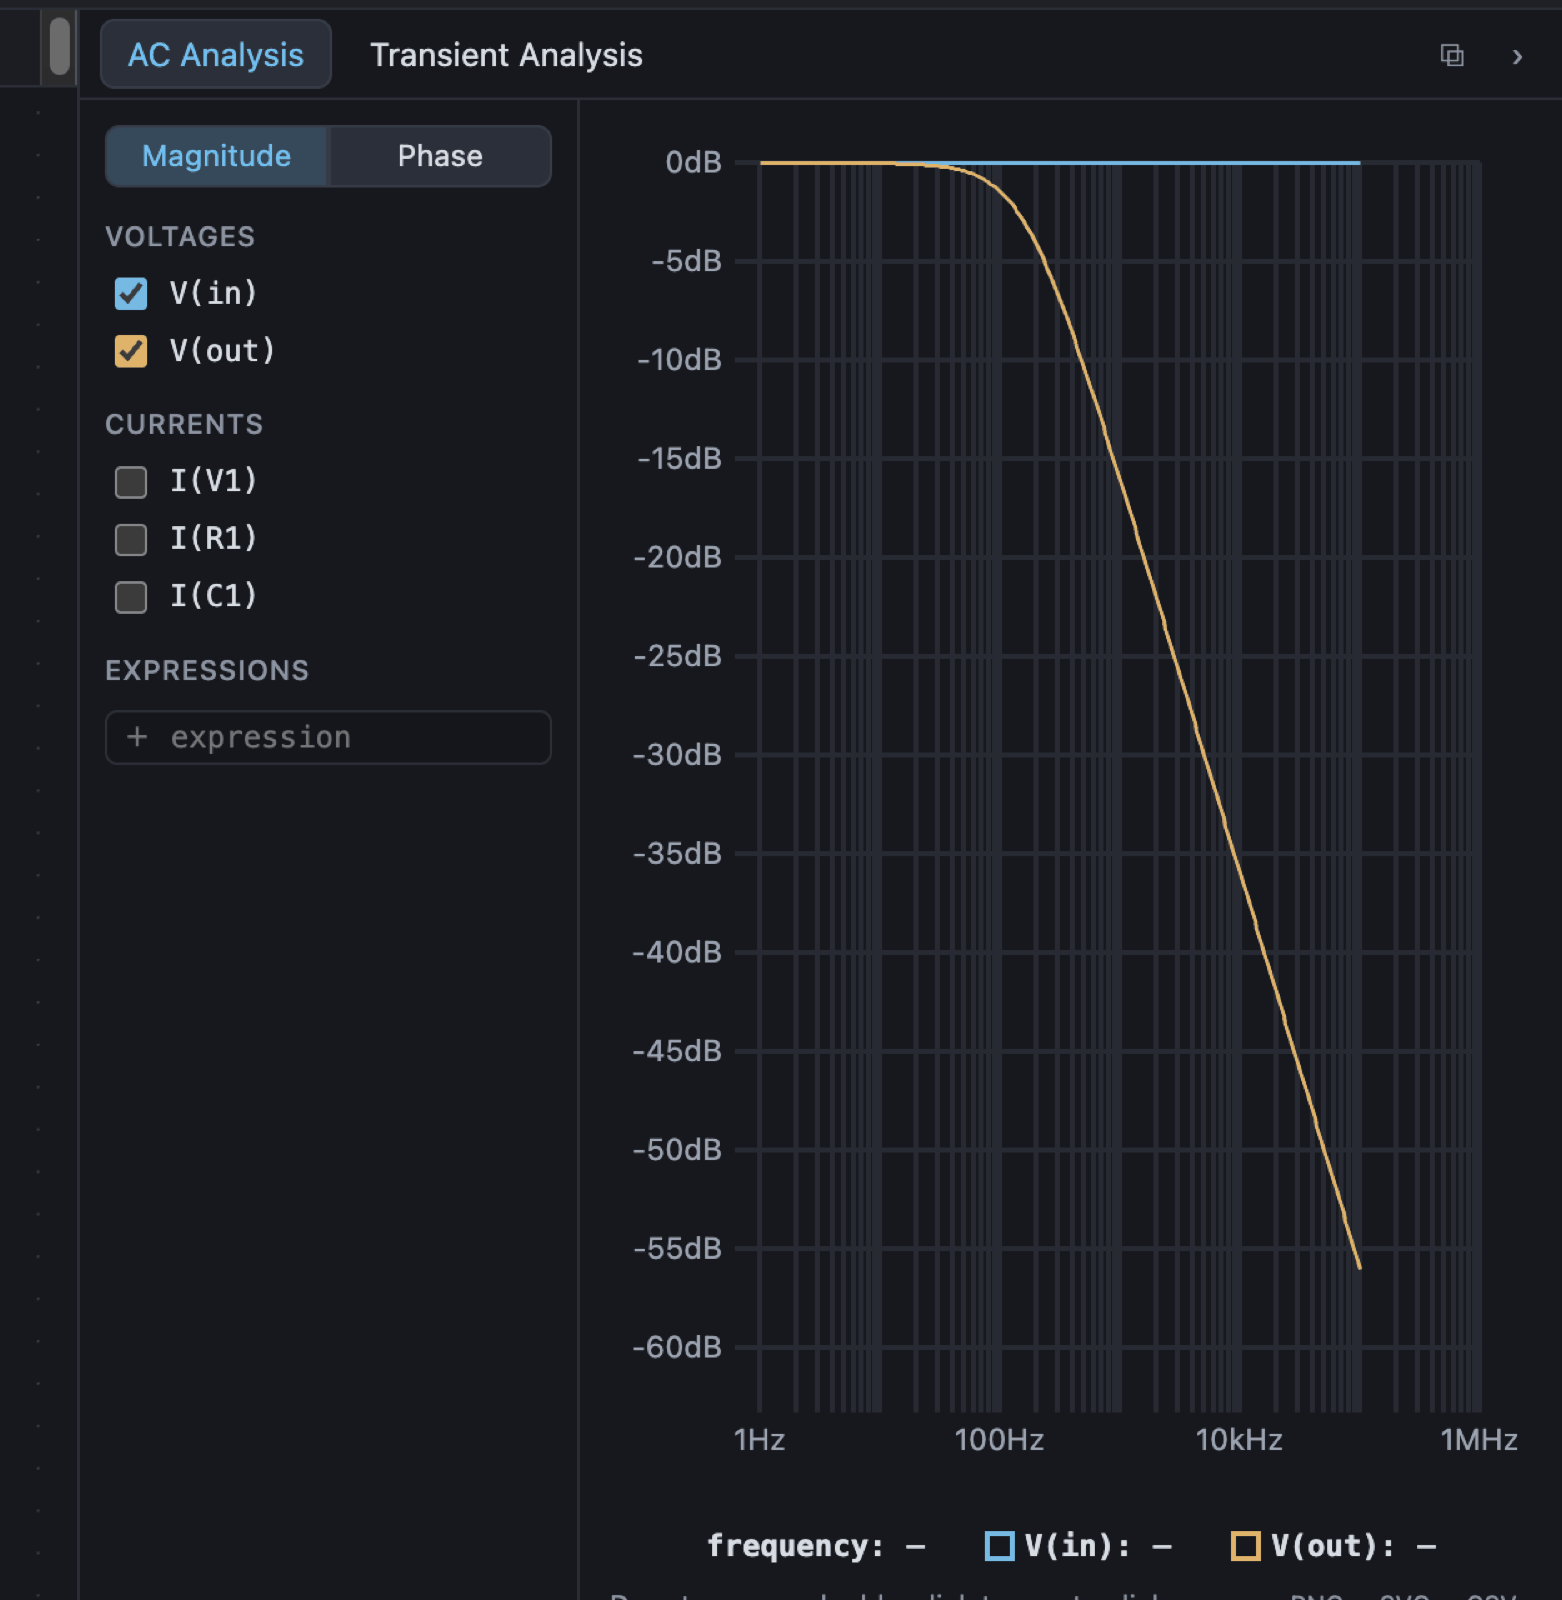 AC Analysis Transient Analysis
Magnitude Phase
VOLTAGES
V(in)
V(out)
CURRENTS
I(V1)
I(R1)
I(C1)
EXPRESSIONS
+ expression
0dB
-5dB
-10dB
-15dB
-20dB
-25dB
-30dB
-35dB
-40dB
-45dB
-50dB
-55dB
-60dB
1Hz 100Hz 10kHz 1MHz
frequency: – V(in): – V(out): –